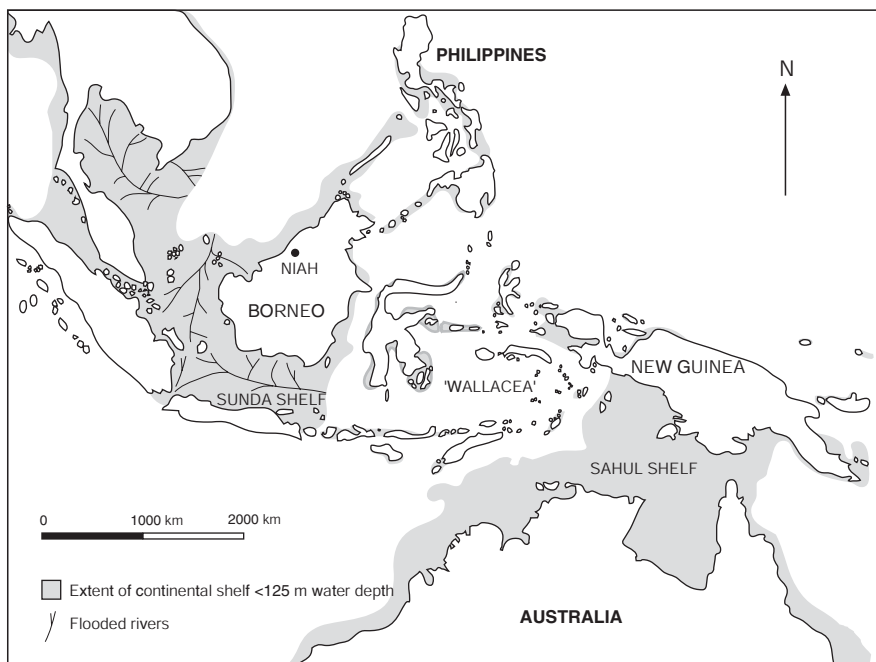 PHILIPPINES
N
NIAH
BORNEO
NEW GUINEA
'WALLACEA'
SUNDA SHELF
SAHUL SHELF
0 1000 km 2000 km
Extent of continental shelf <125 m water depth
Flooded rivers
AUSTRALIA